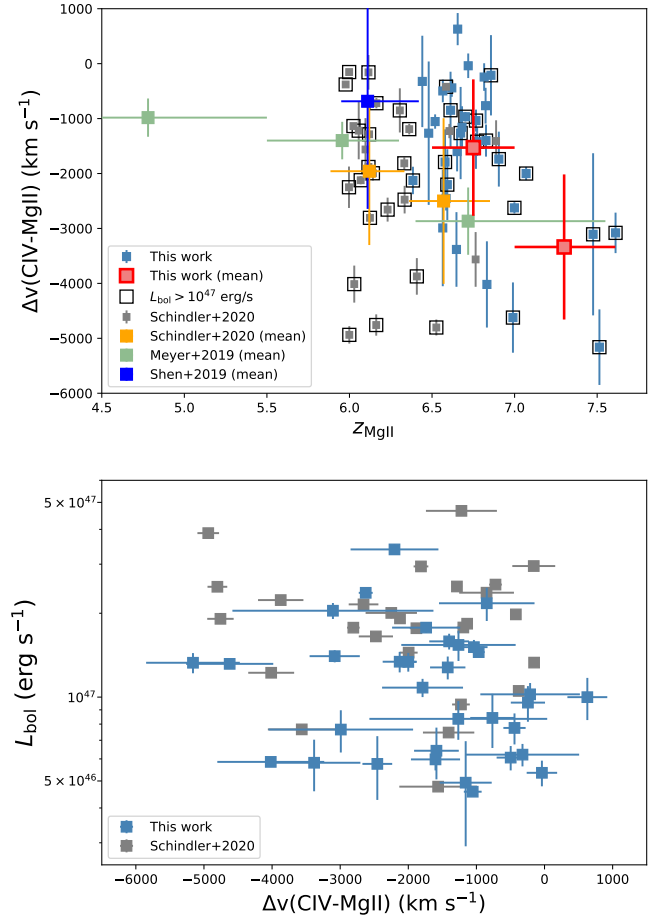 1000
0
−1000
−2000
−3000
−4000
−5000
−6000
Δv(CIV-MgII) (km s⁻¹)
This work
This work (mean)
L_bol > 10⁴⁷ erg/s
Schindler+2020
Schindler+2020 (mean)
Meyer+2019 (mean)
Shen+2019 (mean)
4.5 5.0 5.5 6.0 6.5 7.0 7.5
z_MgII
5 × 10⁴⁷
10⁴⁷
5 × 10⁴⁶
L_bol (erg s⁻¹)
This work
Schindler+2020
−6000 −5000 −4000 −3000 −2000 −1000 0 1000
Δv(CIV-MgII) (km s⁻¹)